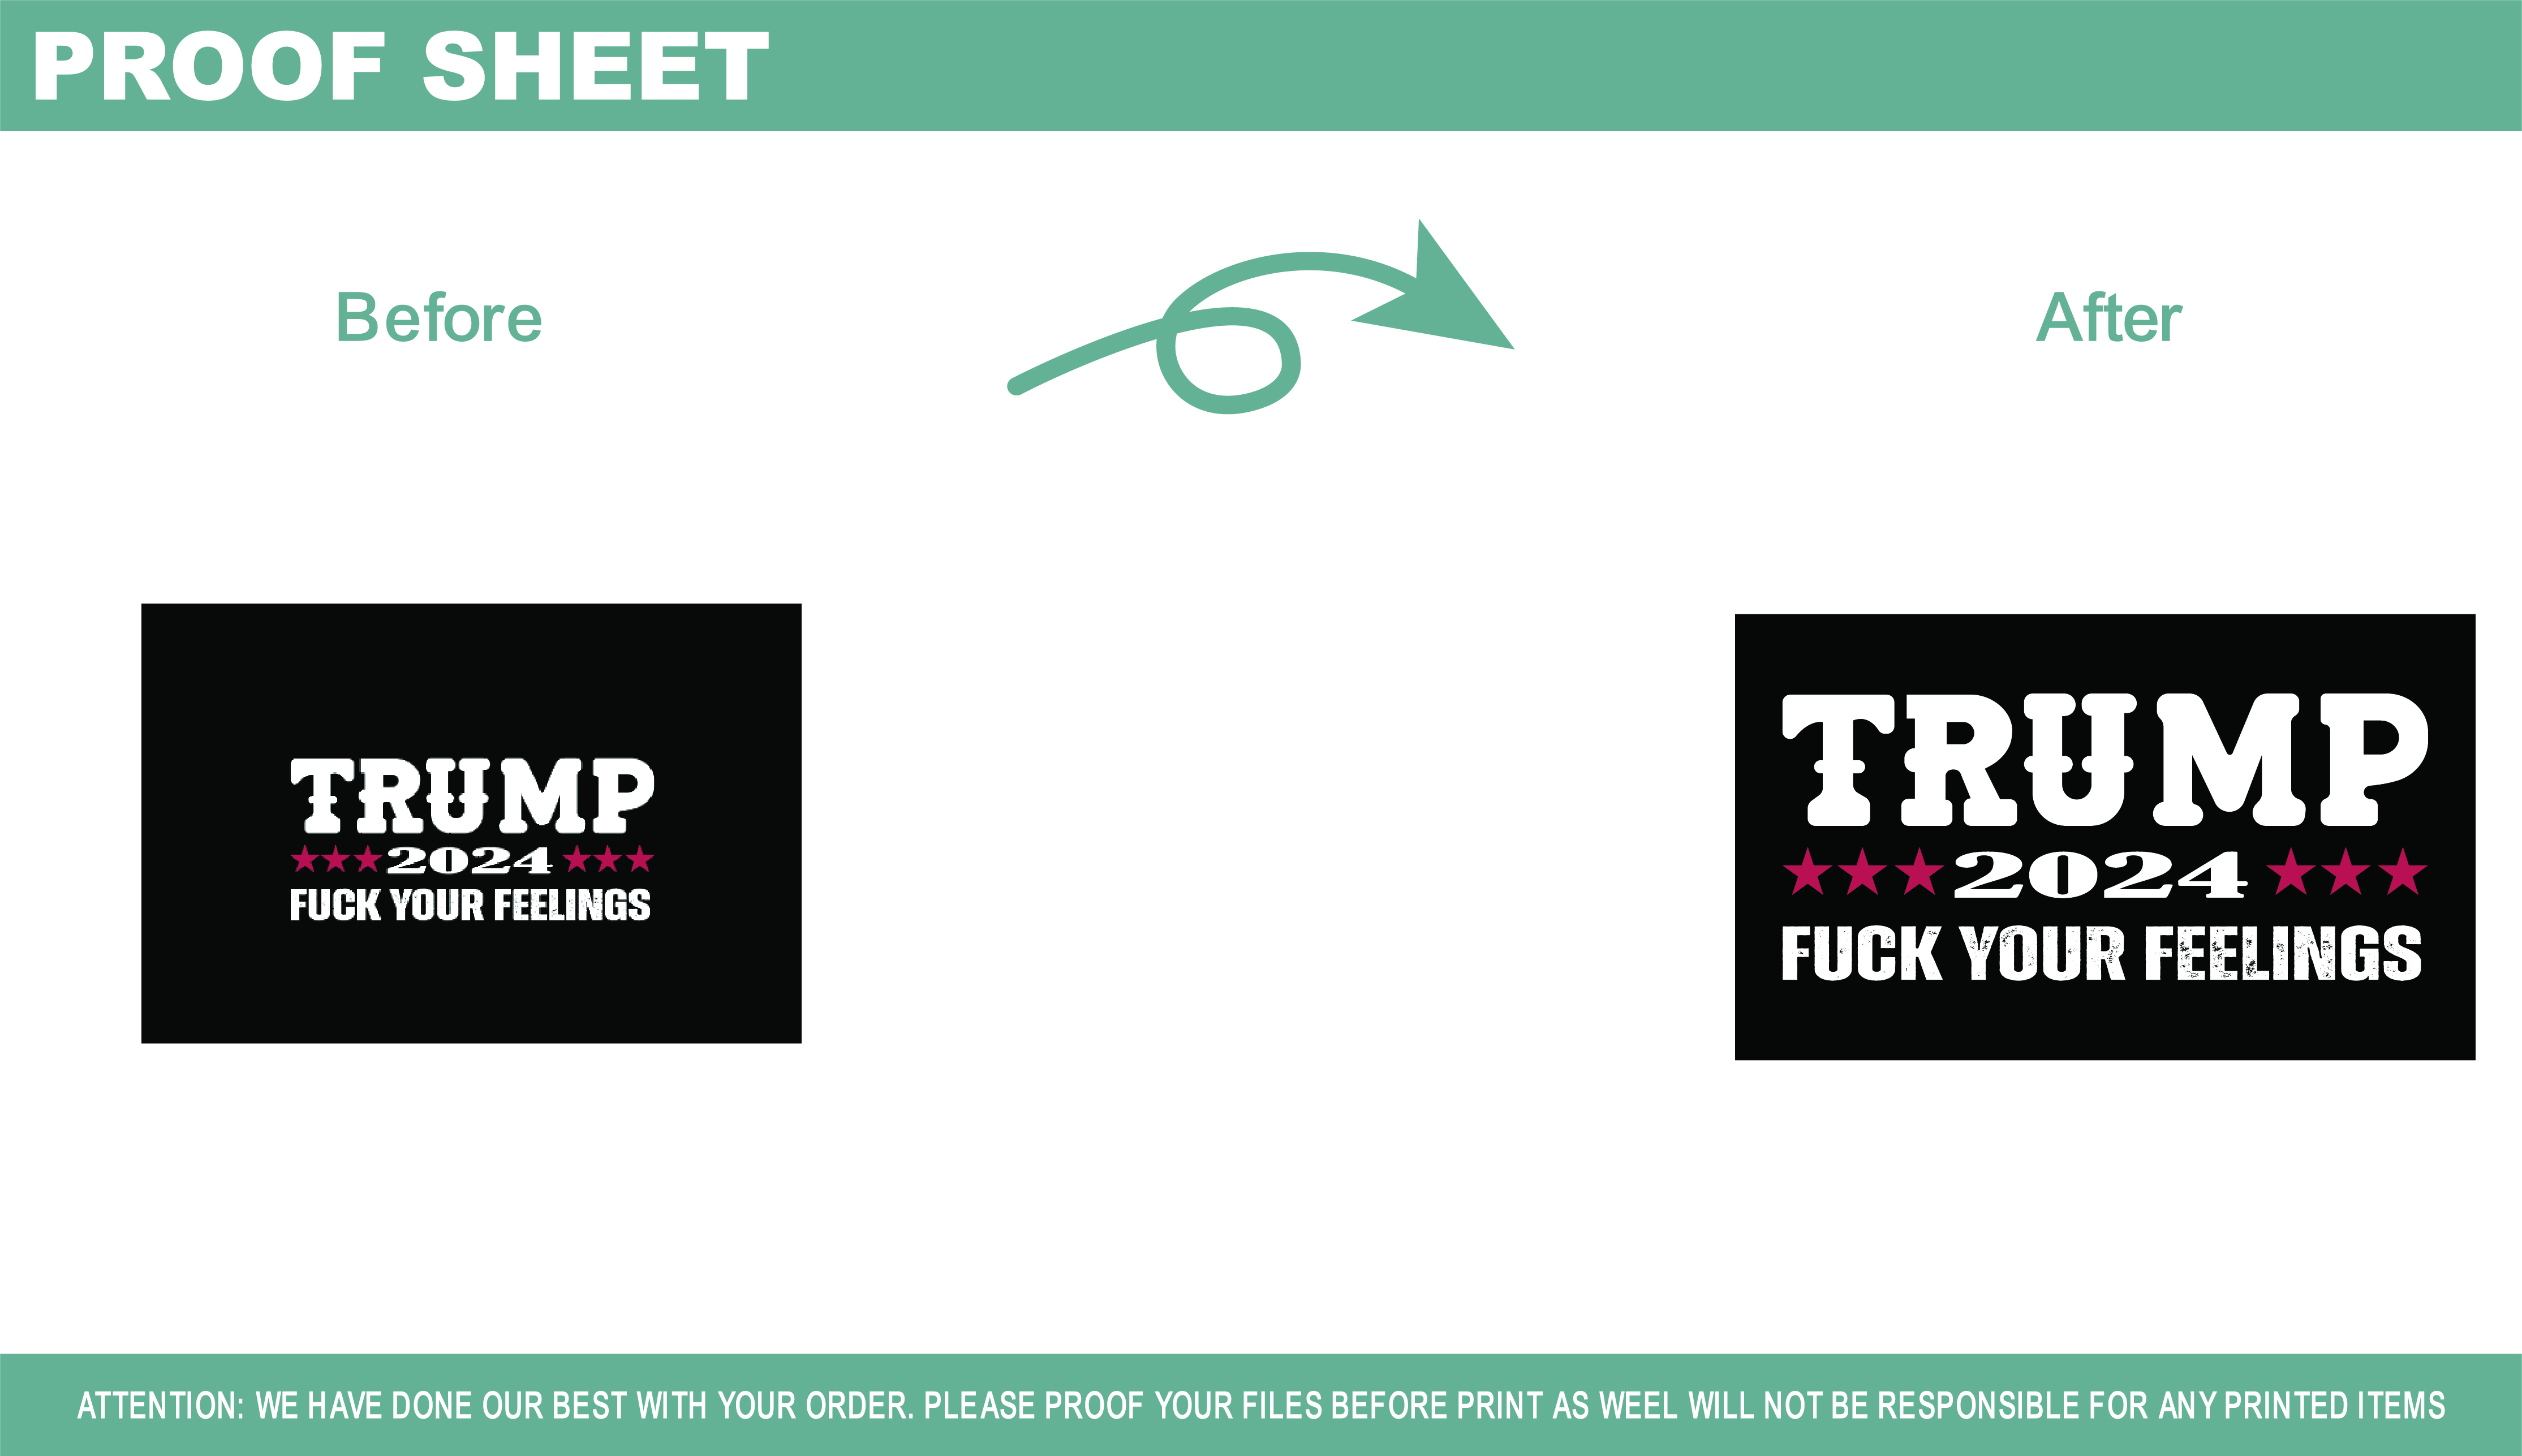 PROOF SHEET
Before
After
TRUMP
2024
FUCK YOUR FEELINGS
TRUMP
2024
FUCK YOUR FEELINGS
ATTENTION: WE HAVE DONE OUR BEST WITH YOUR ORDER. PLEASE PROOF YOUR FILES BEFORE PRINT AS WEEL WILL NOT BE RESPONSIBLE FOR ANY PRINTED ITEMS